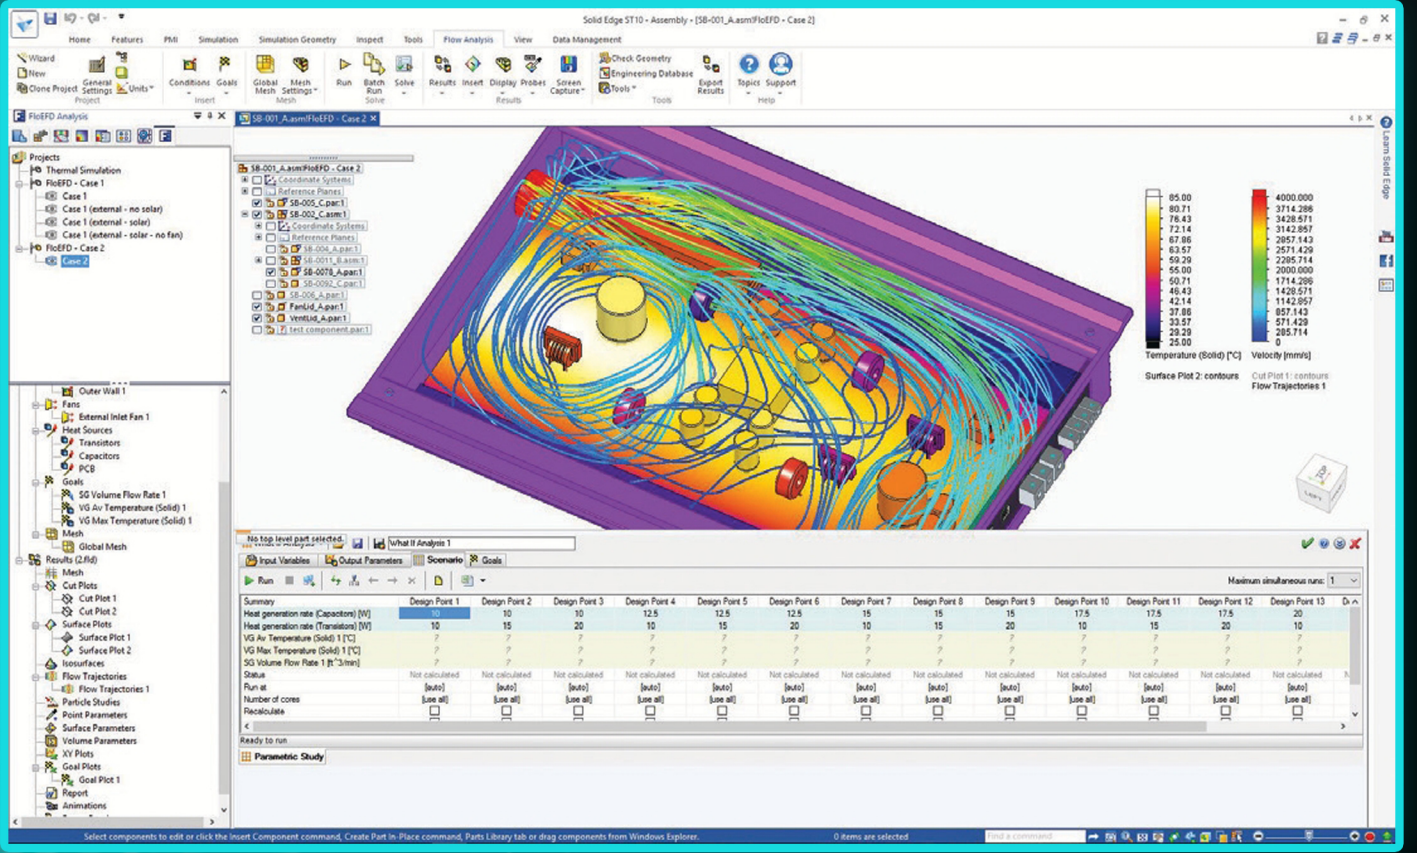 Solid Edge ST10 - Assembly - [SB-001_A.asm!FloEFD - Case 2]
Home Features PMI Simulation Simulation Geometry Inspect Tools Flow Analysis View Data Management
Wizard
New
Clone Project
General Settings
Units
Project
Conditions Goals
Insert
Global Mesh
Mesh Settings
Mesh
Run
Batch Run
Solve
Solve
Results Insert Display Probes Screen Capture
Results
Check Geometry
Engineering Database
Tools
Export Results
Tools
Topics Support
Help
FloEFD Analysis
Projects
Thermal Simulation
FloEFD - Case 1
Case 1
Case 1 (external - no solar)
Case 1 (external - solar)
Case 1 (external - solar - no fan)
FloEFD - Case 2
Case 2
Outer Wall 1
Fans
External Inlet Fan 1
Heat Sources
Transistors
Capacitors
PCB
Goals
SG Volume Flow Rate 1
VG Av Temperature (Solid) 1
VG Max Temperature (Solid) 1
Mesh
Global Mesh
Results (2.fld)
Mesh
Cut Plots
Cut Plot 1
Cut Plot 2
Surface Plots
Surface Plot 1
Surface Plot 2
Isosurfaces
Flow Trajectories
Flow Trajectories 1
Particle Studies
Point Parameters
Surface Parameters
Volume Parameters
XY Plots
Goal Plots
Goal Plot 1
Report
Animations
SB-001_A.asm!FloEFD - Case 2
SB-001_A.asm!FloEFD - Case 2
Coordinate Systems
Reference Planes
SB-005_C.par:1
SB-002_C.asm:1
Coordinate Systems
Reference Planes
SB-004_A.par:1
SB-0011_B.asm:1
SB-0078_A.par:1
SB-0092_C.par:1
SB-006_A.par:1
FanLid_A.par:1
VentLid_A.par:1
test component.par:1
85.00
80.71
76.43
72.14
67.86
63.57
59.29
55.00
50.71
46.43
42.14
37.86
33.57
29.29
25.00
Temperature (Solid) [°C]
Surface Plot 2: contours
4000.000
3714.286
3428.571
3142.857
2857.143
2571.429
2285.714
2000.000
1714.286
1428.571
1142.857
857.143
571.429
285.714
0
Velocity [mm/s]
Cut Plot 1: contours
Flow Trajectories 1
TOP
LEFT
Learn Solid Edge
No top level part selected.
What If Analysis 1
Input Variables Output Parameters Scenario Goals
Run
Maximum simultaneous runs: 1
Summary Design Point 1 Design Point 2 Design Point 3 Design Point 4 Design Point 5 Design Point 6 Design Point 7 Design Point 8 Design Point 9 Design Point 10 Design Point 11 Design Point 12 Design Point 13
Heat generation rate (Capacitors) [W] 10 10 10 12.5 12.5 12.5 15 15 15 17.5 17.5 17.5 20
Heat generation rate (Transistors) [W] 10 15 20 10 15 20 10 15 20 10 15 20 10
VG Av Temperature (Solid) 1 [°C] ? ? ? ? ? ? ? ? ? ? ? ? ?
VG Max Temperature (Solid) 1 [°C] ? ? ? ? ? ? ? ? ? ? ? ? ?
SG Volume Flow Rate 1 [ft^3/min] ? ? ? ? ? ? ? ? ? ? ? ? ?
Status Not calculated Not calculated Not calculated Not calculated Not calculated Not calculated Not calculated Not calculated Not calculated Not calculated Not calculated Not calculated Not calculated
Run at [auto] [auto] [auto] [auto] [auto] [auto] [auto] [auto] [auto] [auto] [auto] [auto] [auto]
Number of cores [use all] [use all] [use all] [use all] [use all] [use all] [use all] [use all] [use all] [use all] [use all] [use all] [use all]
Recalculate
Ready to run
Parametric Study
Select components to edit or click the Insert Component command, Create Part In-Place command, Parts Library tab or drag components from Windows Explorer.
0 items are selected
Find a command